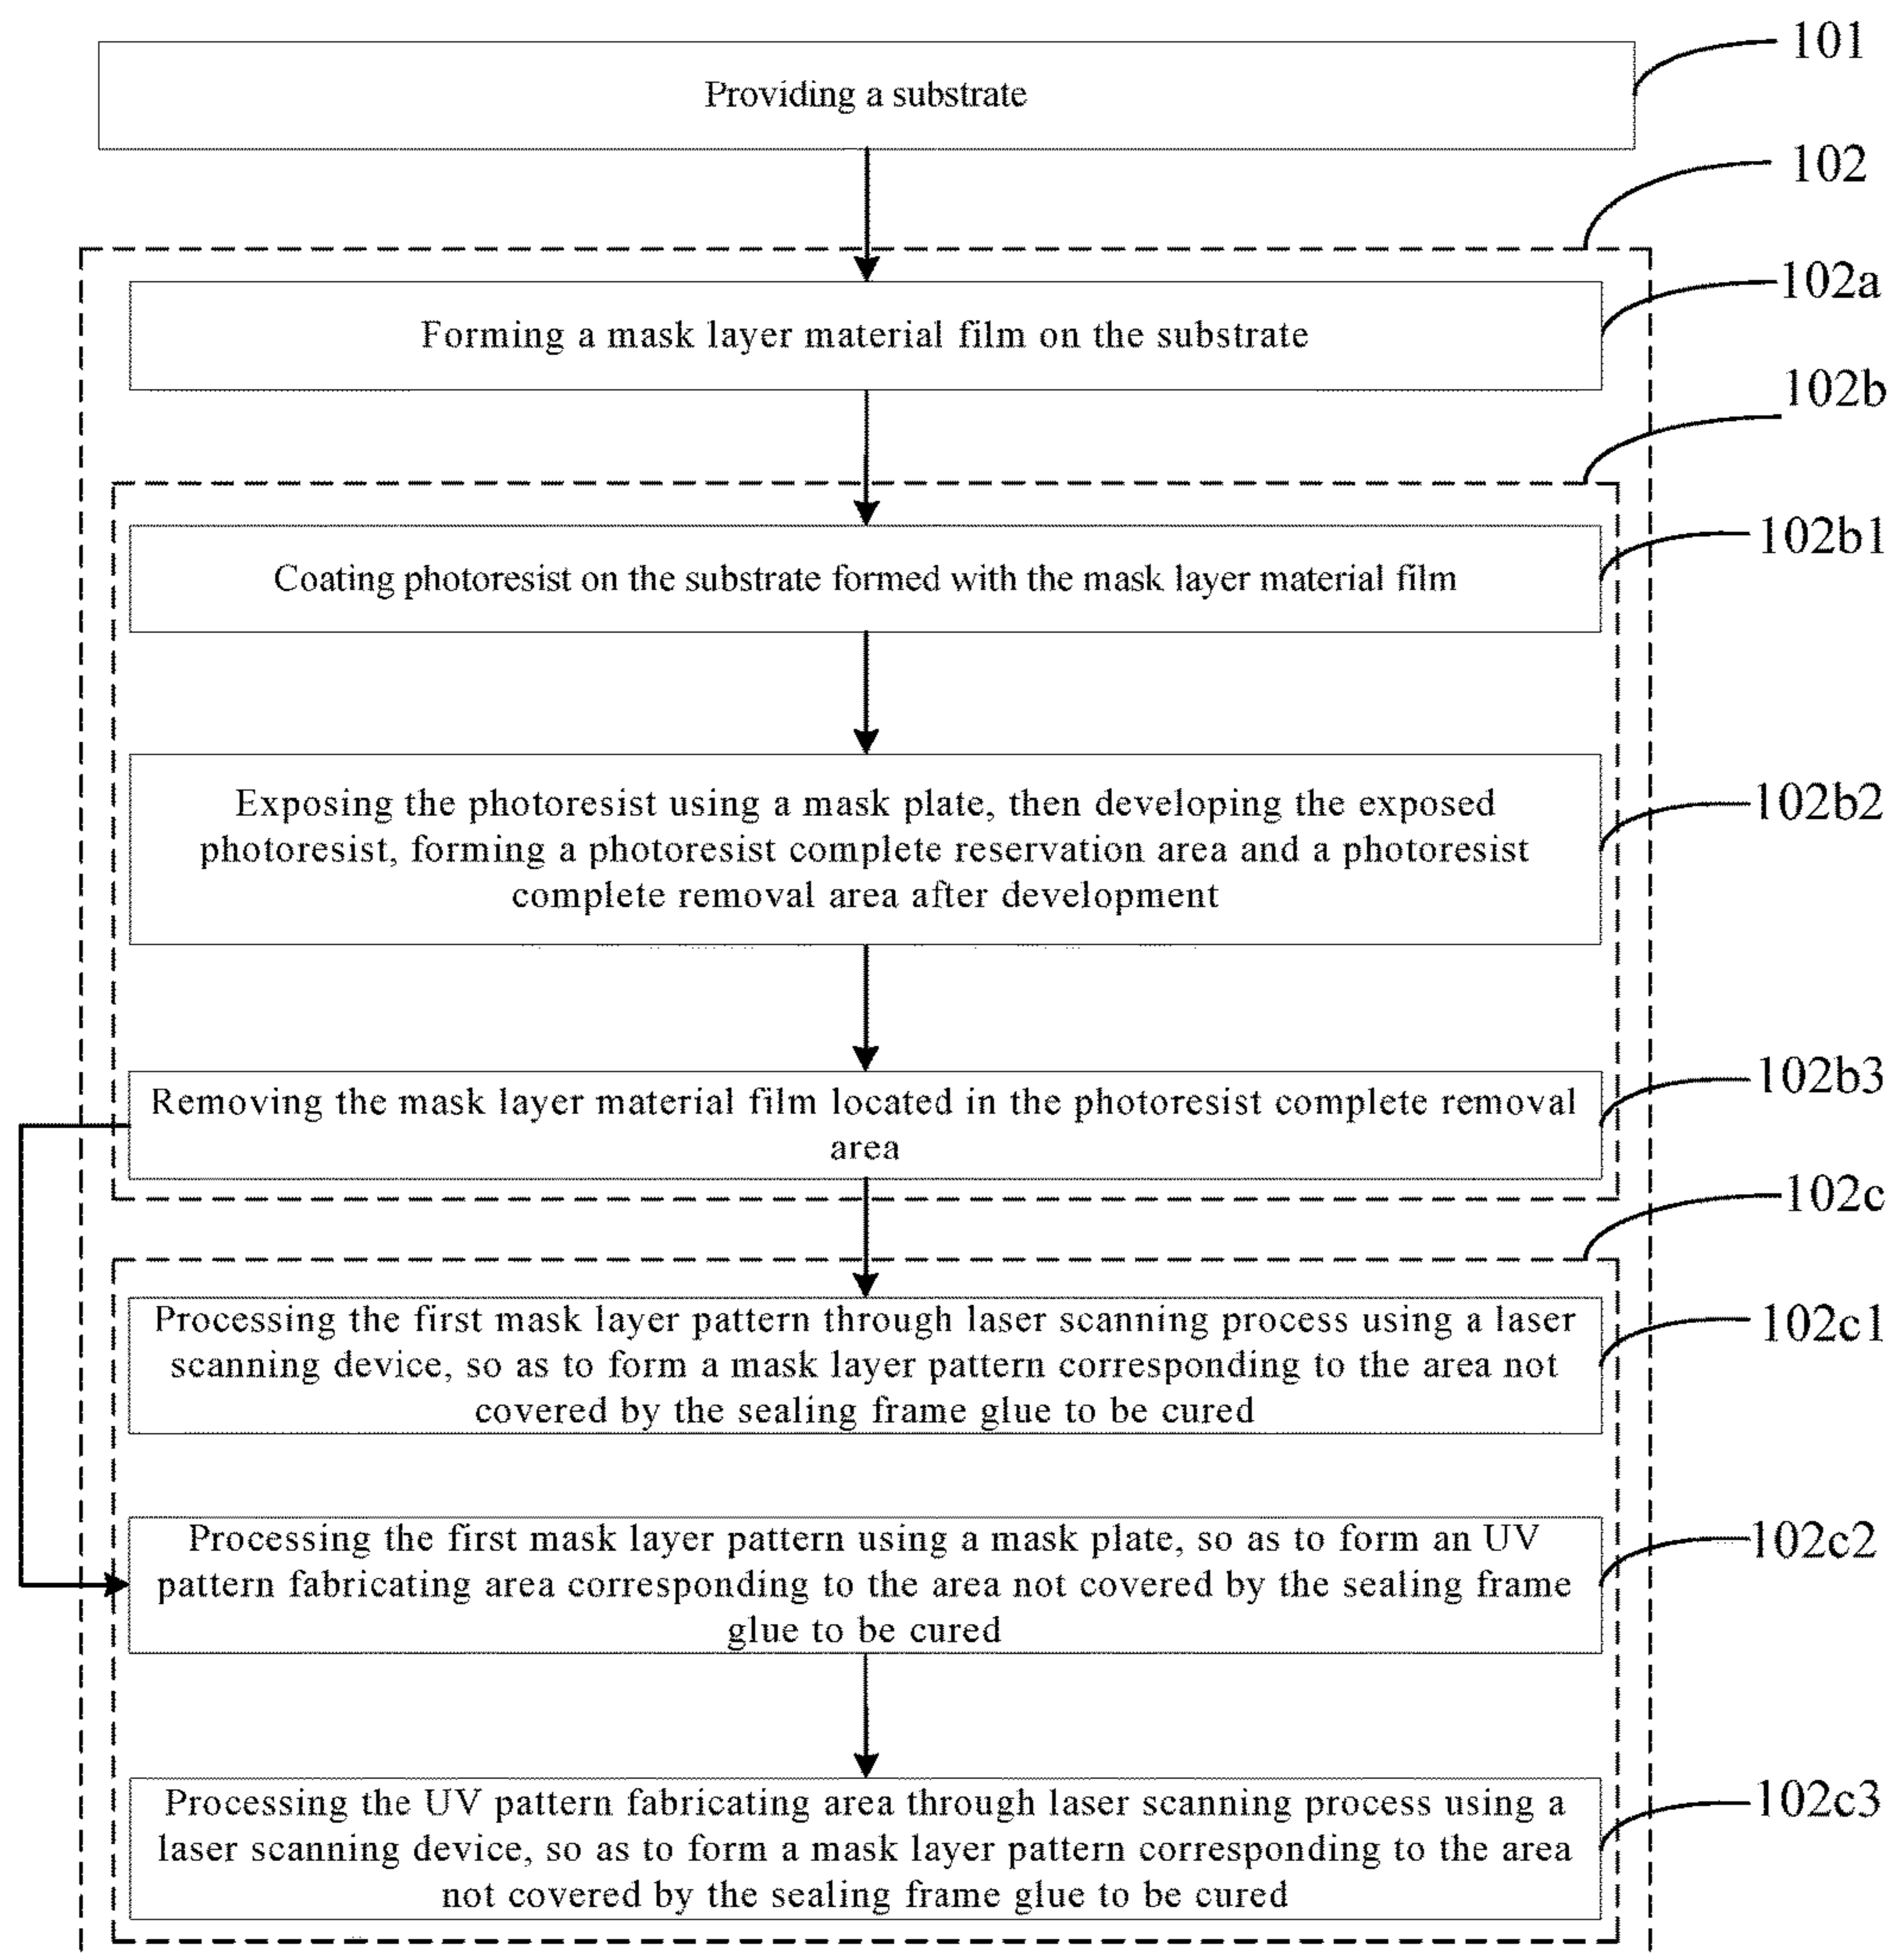 Providing a substrate
101
102
Forming a mask layer material film on the substrate
102a
102b
Coating photoresist on the substrate formed with the mask layer material film
102b1
Exposing the photoresist using a mask plate, then developing the exposed
photoresist, forming a photoresist complete reservation area and a photoresist
complete removal area after development
102b2
Removing the mask layer material film located in the photoresist complete removal
area
102b3
102c
Processing the first mask layer pattern through laser scanning process using a laser
scanning device, so as to form a mask layer pattern corresponding to the area not
covered by the sealing frame glue to be cured
102c1
Processing the first mask layer pattern using a mask plate, so as to form an UV
pattern fabricating area corresponding to the area not covered by the sealing frame
glue to be cured
102c2
Processing the UV pattern fabricating area through laser scanning process using a
laser scanning device, so as to form a mask layer pattern corresponding to the area
not covered by the sealing frame glue to be cured
102c3